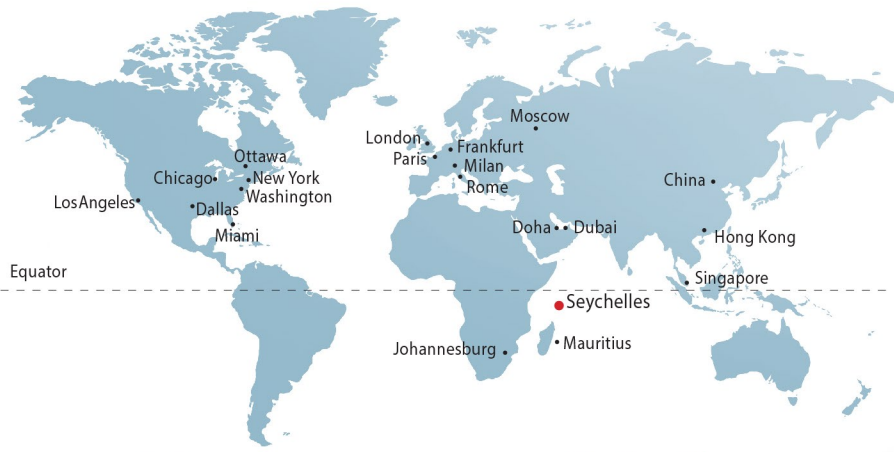 Moscow
London
Frankfurt
Paris
Milan
Rome
Ottawa
Chicago
New York
Washington
LosAngeles
Dallas
Miami
China
Doha
Dubai
Hong Kong
Equator
Singapore
Seychelles
Johannesburg
Mauritius